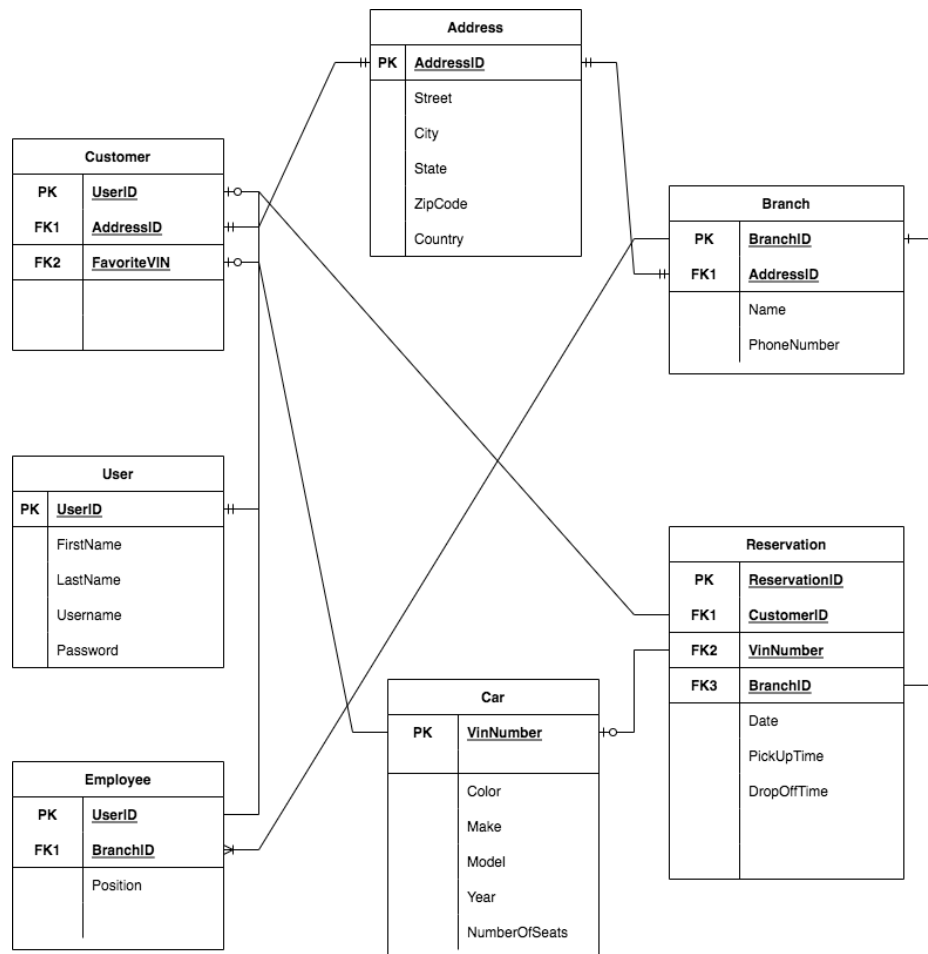 Address
PK AddressID
Street
City
State
ZipCode
Country
Customer
PK UserID
FK1 AddressID
FK2 FavoriteVIN
Branch
PK BranchID
FK1 AddressID
Name
PhoneNumber
User
PK UserID
FirstName
LastName
Username
Password
Reservation
PK ReservationID
FK1 CustomerID
FK2 VinNumber
FK3 BranchID
Date
PickUpTime
DropOffTime
Car
PK VinNumber
Color
Make
Model
Year
NumberOfSeats
Employee
PK UserID
FK1 BranchID
Position